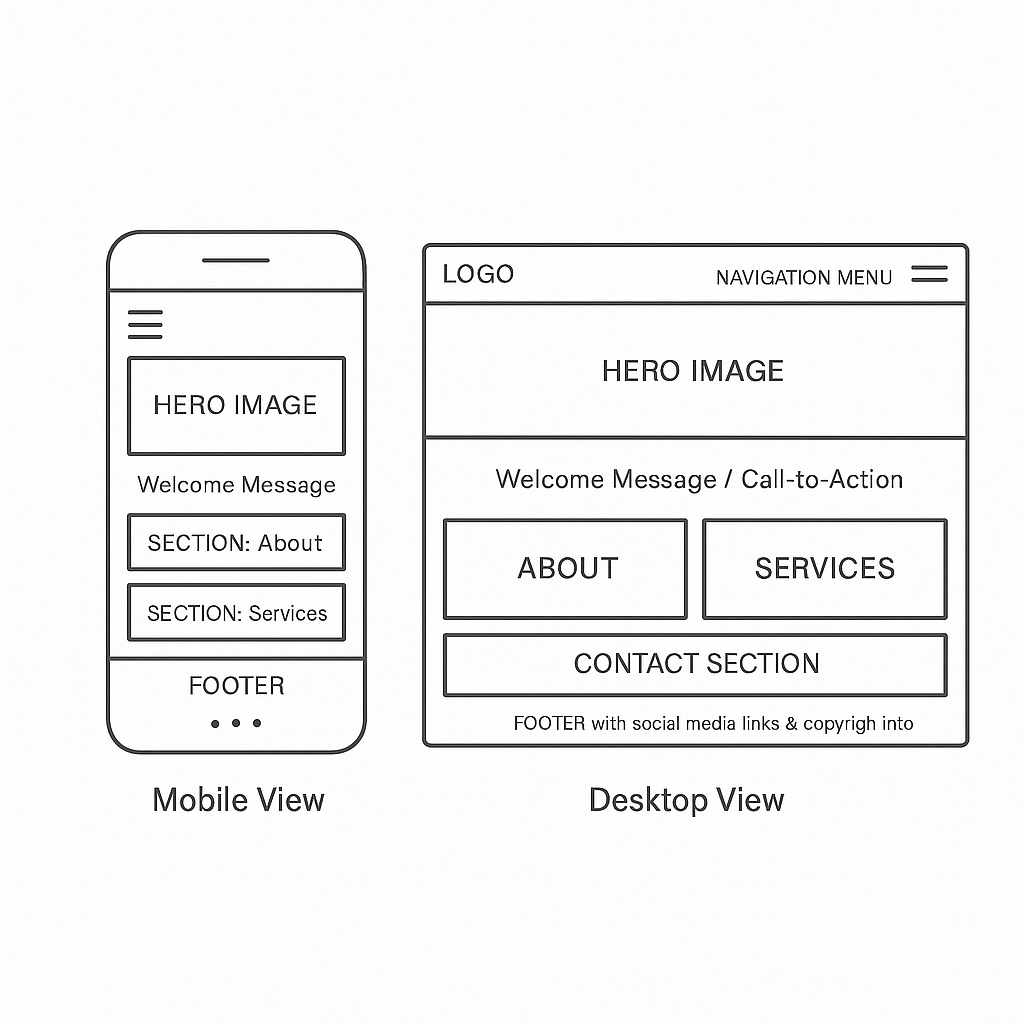 HERO IMAGE
Welcome Message
SECTION: About
SECTION: Services
FOOTER
Mobile View
LOGO
NAVIGATION MENU
HERO IMAGE
Welcome Message / Call-to-Action
ABOUT
SERVICES
CONTACT SECTION
FOOTER with social media links & copyrigh into
Desktop View